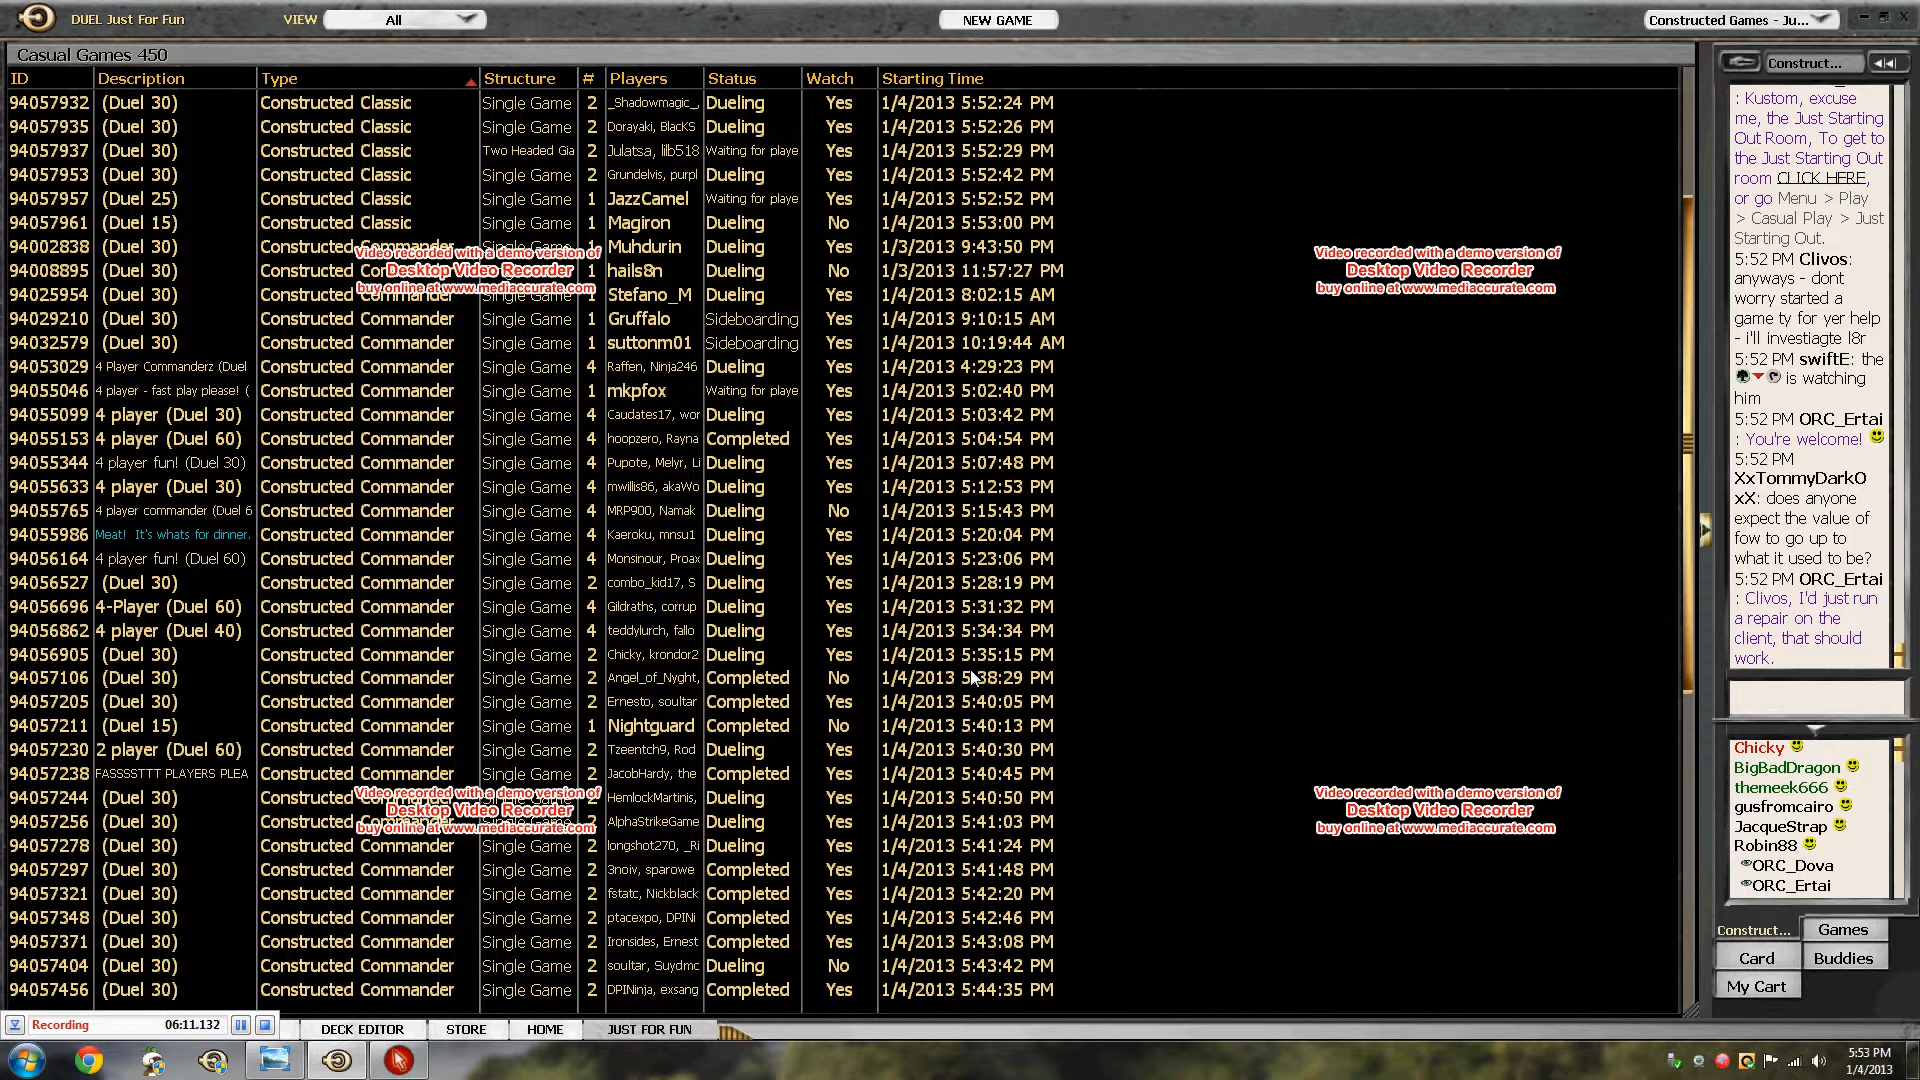 DUEL Just For Fun VIEW All NEW GAME Constructed Games - Ju...
Casual Games 450
ID Description Type Structure # Players Status Watch Starting Time
94057932 (Duel 30) Constructed Classic Single Game 2 _Shadowmagic_, Dueling Yes 1/4/2013 5:52:24 PM
94057935 (Duel 30) Constructed Classic Single Game 2 Dorayaki, BlacKS Dueling Yes 1/4/2013 5:52:26 PM
94057937 (Duel 30) Constructed Classic Two Headed Gia 2 Julatsa, lilb518 Waiting for playe Yes 1/4/2013 5:52:29 PM
94057953 (Duel 30) Constructed Classic Single Game 2 Grundelvis, purpl Dueling Yes 1/4/2013 5:52:42 PM
94057957 (Duel 25) Constructed Classic Single Game 1 JazzCamel Waiting for playe Yes 1/4/2013 5:52:52 PM
94057961 (Duel 15) Constructed Classic Single Game 1 Magiron Dueling No 1/4/2013 5:53:00 PM
94002838 (Duel 30) Constructed Commander Single Game 1 Muhdurin Dueling Yes 1/3/2013 9:43:50 PM
94008895 (Duel 30) Constructed Single Game 1 hails8n Dueling No 1/3/2013 11:57:27 PM
94025954 (Duel 30) Constructed Commander Single Game 1 Stefano_M Dueling Yes 1/4/2013 8:02:15 AM
94029210 (Duel 30) Constructed Commander Single Game 1 Gruffalo Sideboarding Yes 1/4/2013 9:10:15 AM
94032579 (Duel 30) Constructed Commander Single Game 1 suttonm01 Sideboarding Yes 1/4/2013 10:19:44 AM
94053029 4 Player Commanderz (Duel Constructed Commander Single Game 4 Raffen, Ninja246 Dueling Yes 1/4/2013 4:29:23 PM
94055046 4 player - fast play please! ( Constructed Commander Single Game 1 mkpfox Waiting for playe Yes 1/4/2013 5:02:40 PM
94055099 4 player (Duel 30) Constructed Commander Single Game 4 Caudates17, wor Dueling Yes 1/4/2013 5:03:42 PM
94055153 4 player (Duel 60) Constructed Commander Single Game 4 hoopzero, Rayna Completed Yes 1/4/2013 5:04:54 PM
94055344 4 player fun! (Duel 30) Constructed Commander Single Game 4 Pupote, Melyr, Li Dueling Yes 1/4/2013 5:07:48 PM
94055633 4 player (Duel 30) Constructed Commander Single Game 4 mwillis86, akaWo Dueling Yes 1/4/2013 5:12:53 PM
94055765 4 player commander (Duel 6 Constructed Commander Single Game 4 MRP900, Namak Dueling No 1/4/2013 5:15:43 PM
94055986 Meat! It's whats for dinner. Constructed Commander Single Game 4 Kaeroku, mnsu1 Dueling Yes 1/4/2013 5:20:04 PM
94056164 4 player fun! (Duel 60) Constructed Commander Single Game 4 Monsinour, Proax Dueling Yes 1/4/2013 5:23:06 PM
94056527 (Duel 30) Constructed Commander Single Game 2 combo_kid17, S Dueling Yes 1/4/2013 5:28:19 PM
94056696 4-Player (Duel 60) Constructed Commander Single Game 4 Gildraths, corrup Dueling Yes 1/4/2013 5:31:32 PM
94056862 4 player (Duel 40) Constructed Commander Single Game 4 teddylurch, fallo Dueling Yes 1/4/2013 5:34:34 PM
94056905 (Duel 30) Constructed Commander Single Game 2 Chicky, krondor2 Dueling Yes 1/4/2013 5:35:15 PM
94057106 (Duel 30) Constructed Commander Single Game 2 Angel_of_Nyght, Completed No 1/4/2013 5:38:29 PM
94057205 (Duel 30) Constructed Commander Single Game 2 Ernesto, soultar Completed Yes 1/4/2013 5:40:05 PM
94057211 (Duel 15) Constructed Commander Single Game 1 Nightguard Completed No 1/4/2013 5:40:13 PM
94057230 2 player (Duel 60) Constructed Commander Single Game 2 Tzeentch9, Rod Dueling Yes 1/4/2013 5:40:30 PM
94057238 FASSSSTTT PLAYERS PLEA Constructed Commander Single Game 2 JacobHardy, the Completed Yes 1/4/2013 5:40:45 PM
94057244 (Duel 30) Constructed Commander Single Game 2 HemlockMartinis, Dueling Yes 1/4/2013 5:40:50 PM
94057256 (Duel 30) Constructed Commander Single Game 2 AlphaStrikeGame Dueling Yes 1/4/2013 5:41:03 PM
94057278 (Duel 30) Constructed Commander Single Game 2 longshot270, _Ri Dueling Yes 1/4/2013 5:41:24 PM
94057297 (Duel 30) Constructed Commander Single Game 2 3noiv, sparowe Completed Yes 1/4/2013 5:41:48 PM
94057321 (Duel 30) Constructed Commander Single Game 2 fstatc, Nickblack Completed Yes 1/4/2013 5:42:20 PM
94057348 (Duel 30) Constructed Commander Single Game 2 ptacexpo, DPINi Completed Yes 1/4/2013 5:42:46 PM
94057371 (Duel 30) Constructed Commander Single Game 2 Ironsides, Ernest Completed Yes 1/4/2013 5:43:08 PM
94057404 (Duel 30) Constructed Commander Single Game 2 soultar, Suydmc Dueling No 1/4/2013 5:43:42 PM
94057456 (Duel 30) Constructed Commander Single Game 2 DPINinja, exsang Completed Yes 1/4/2013 5:44:35 PM
Video recorded with a demo version of
Desktop Video Recorder
buy online at www.mediaccurate.com
Video recorded with a demo version of
Desktop Video Recorder
buy online at www.mediaccurate.com
Video recorded with a demo version of
Desktop Video Recorder
buy online at www.mediaccurate.com
Video recorded with a demo version of
Desktop Video Recorder
buy online at www.mediaccurate.com
Construct...
: Kustom, excuse
me, the Just Starting
Out Room, To get to
the Just Starting Out
room CLICK HERE,
or go Menu > Play
> Casual Play > Just
Starting Out.
5:52 PM Clivos:
anyways - dont
worry started a
game ty for yer help
- i'll investiagte l8r
5:52 PM swiftE: the
is watching
him
5:52 PM ORC_Ertai
: You're welcome!
5:52 PM
XxTommyDarkO
xX: does anyone
expect the value of
fow to go up to
what it used to be?
5:52 PM ORC_Ertai
: Clivos, I'd just run
a repair on the
client, that should
work.
Chicky
BigBadDragon
themeek666
gusfromcairo
JacqueStrap
Robin88
ORC_Dova
ORC_Ertai
Construct... Games
Card Buddies
My Cart
Recording 06:11.132 DECK EDITOR STORE HOME JUST FOR FUN
5:53 PM
1/4/2013